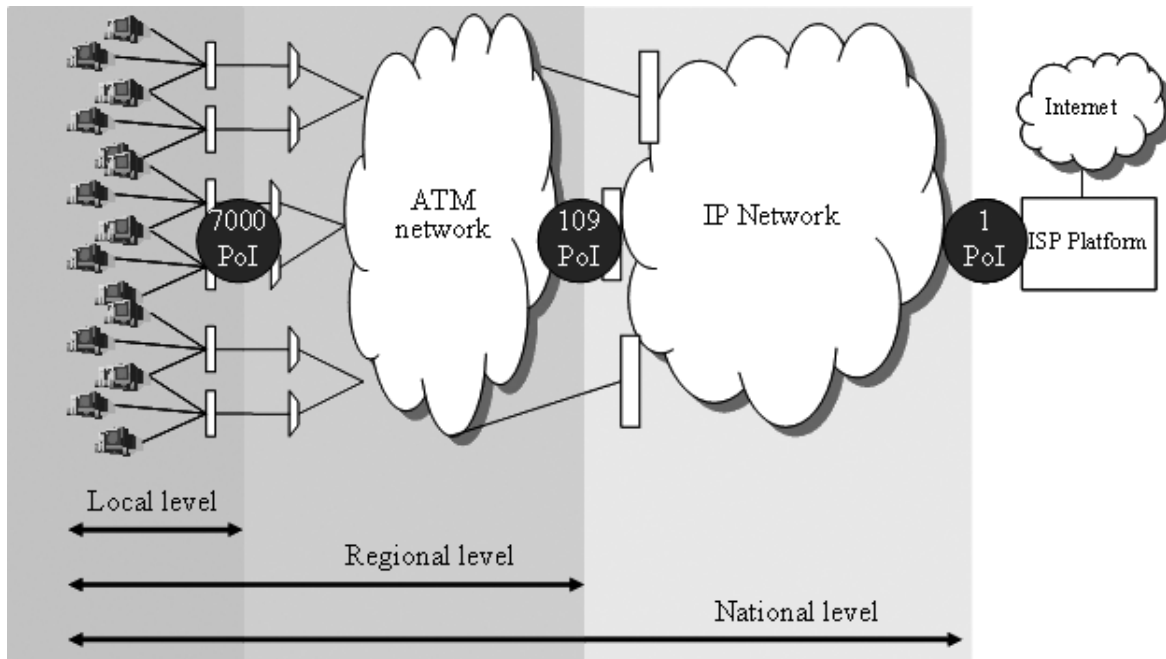 Internet
ATM
network
IP Network
7000
PoI
109
PoI
1
PoI
ISP Platform
Local level
Regional level
National level